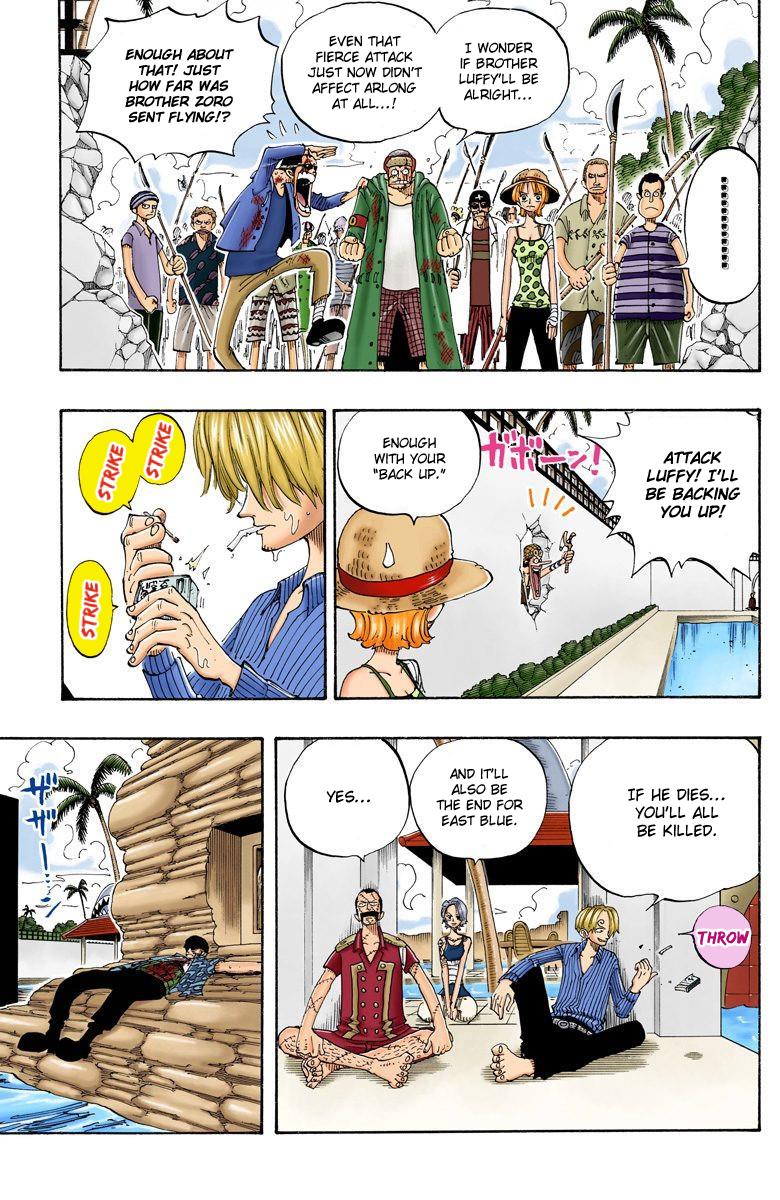 I WONDER
IF BROTHER
LUFFY'LL BE
ALRIGHT...
EVEN THAT
FIERCE ATTACK
JUST NOW DIDN'T
AFFECT ARLONG
AT ALL...!
ENOUGH ABOUT
THAT! JUST
HOW FAR WAS
BROTHER ZORO
SENT FLYING!?
ATTACK
LUFFY! I'LL
BE BACKING
YOU UP!
ガボーン!
ENOUGH
WITH YOUR
"BACK UP."
STRIKE
STRIKE
STRIKE
IF HE DIES...
YOU'LL ALL
BE KILLED.
THROW
AND IT'LL
ALSO BE
THE END FOR
EAST BLUE.
YES...
ザザー…ン